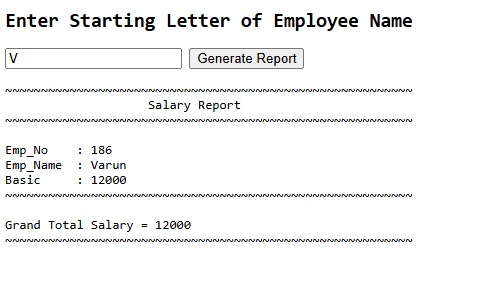 Enter Starting Letter of Employee Name
V Generate Report
~~~~~~~~~~~~~~~~~~~~~~~~~~~~~~~~~~~~~~~~~~~~~~~~~~~~~~~~~
Salary Report
~~~~~~~~~~~~~~~~~~~~~~~~~~~~~~~~~~~~~~~~~~~~~~~~~~~~~~~~~
Emp_No    : 186
Emp_Name  : Varun
Basic     : 12000
~~~~~~~~~~~~~~~~~~~~~~~~~~~~~~~~~~~~~~~~~~~~~~~~~~~~~~~~~
Grand Total Salary = 12000
~~~~~~~~~~~~~~~~~~~~~~~~~~~~~~~~~~~~~~~~~~~~~~~~~~~~~~~~~